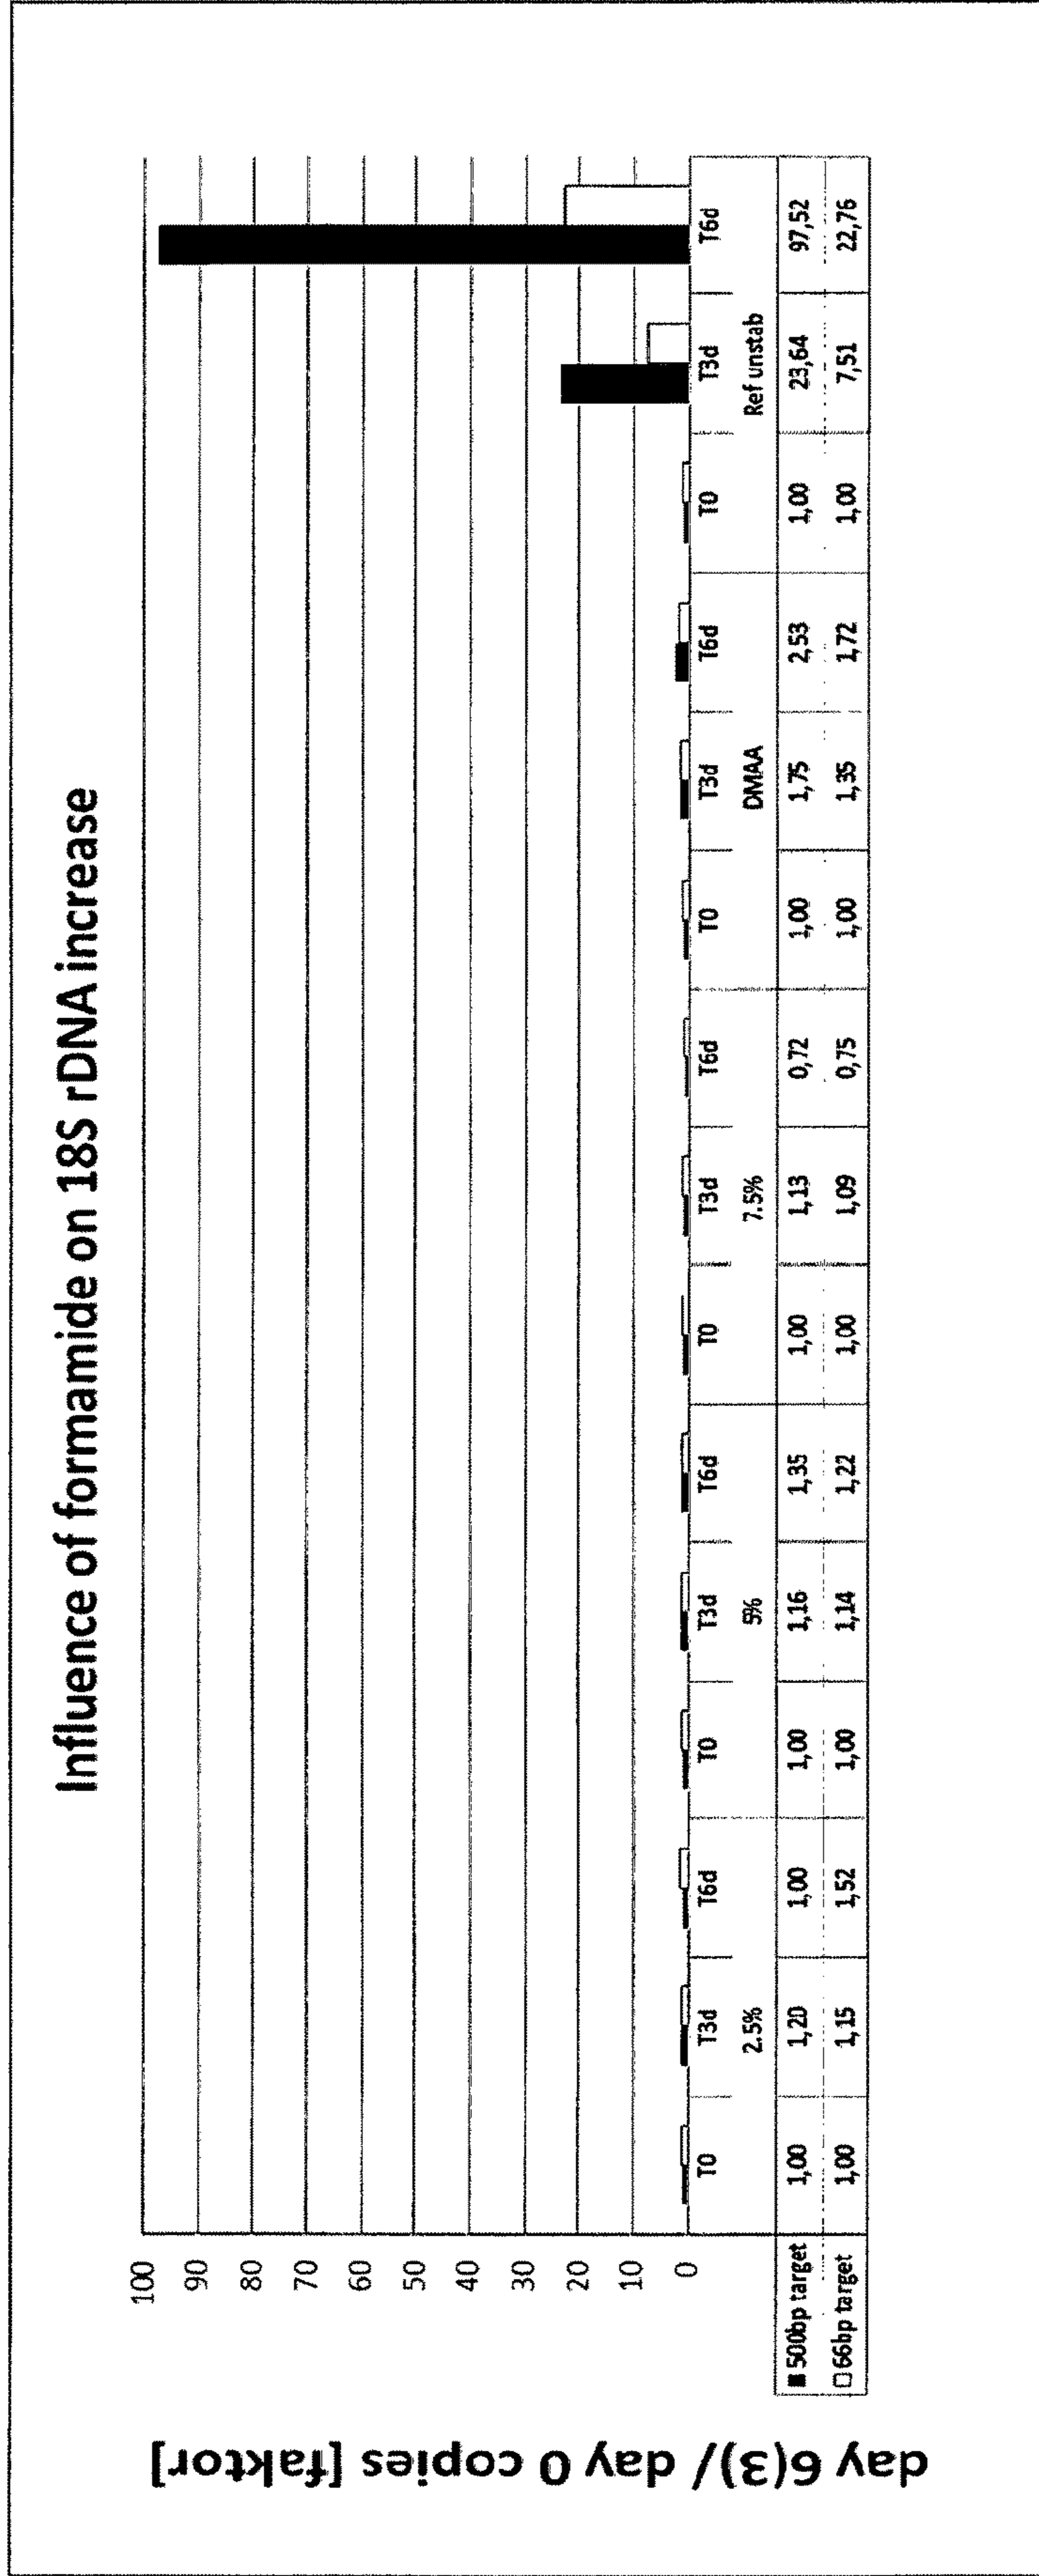 Influence of formamide on 18S rDNA increase
day 6(3)/ day 0 copies [faktor]
100
90
80
70
60
50
40
30
20
10
0
T0 T3d T6d T0 T3d T6d T0 T3d T6d T0 T3d T6d T0 T3d T6d
2.5% 5% 7.5% DMAA Ref unstab
500bp target 1,00 1,20 1,00 1,00 1,16 1,35 1,00 1,13 0,72 1,00 1,75 2,53 1,00 23,64 97,52
66bp target 1,00 1,15 1,52 1,00 1,14 1,22 1,00 1,09 0,75 1,00 1,35 1,72 1,00 7,51 22,76